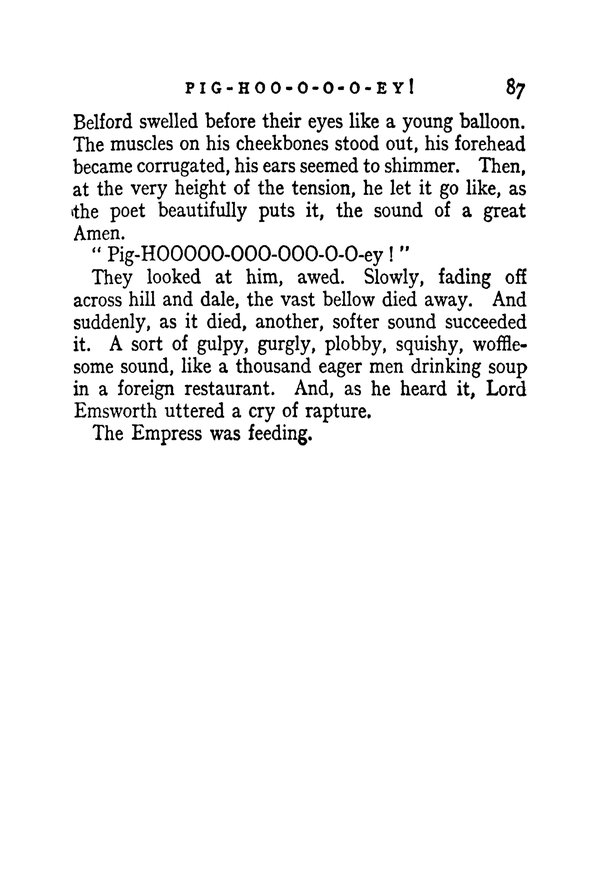 PIG-HOO-O-O-O-EY! 87
Belford swelled before their eyes like a young balloon.
The muscles on his cheekbones stood out, his forehead
became corrugated, his ears seemed to shimmer. Then,
at the very height of the tension, he let it go like, as
the poet beautifully puts it, the sound of a great
Amen.
“ Pig-HOOOOO-OOO-OOO-O-O-ey ! ”
They looked at him, awed. Slowly, fading off
across hill and dale, the vast bellow died away. And
suddenly, as it died, another, softer sound succeeded
it. A sort of gulpy, gurgly, plobby, squishy, woffle-
some sound, like a thousand eager men drinking soup
in a foreign restaurant. And, as he heard it, Lord
Emsworth uttered a cry of rapture.
The Empress was feeding.